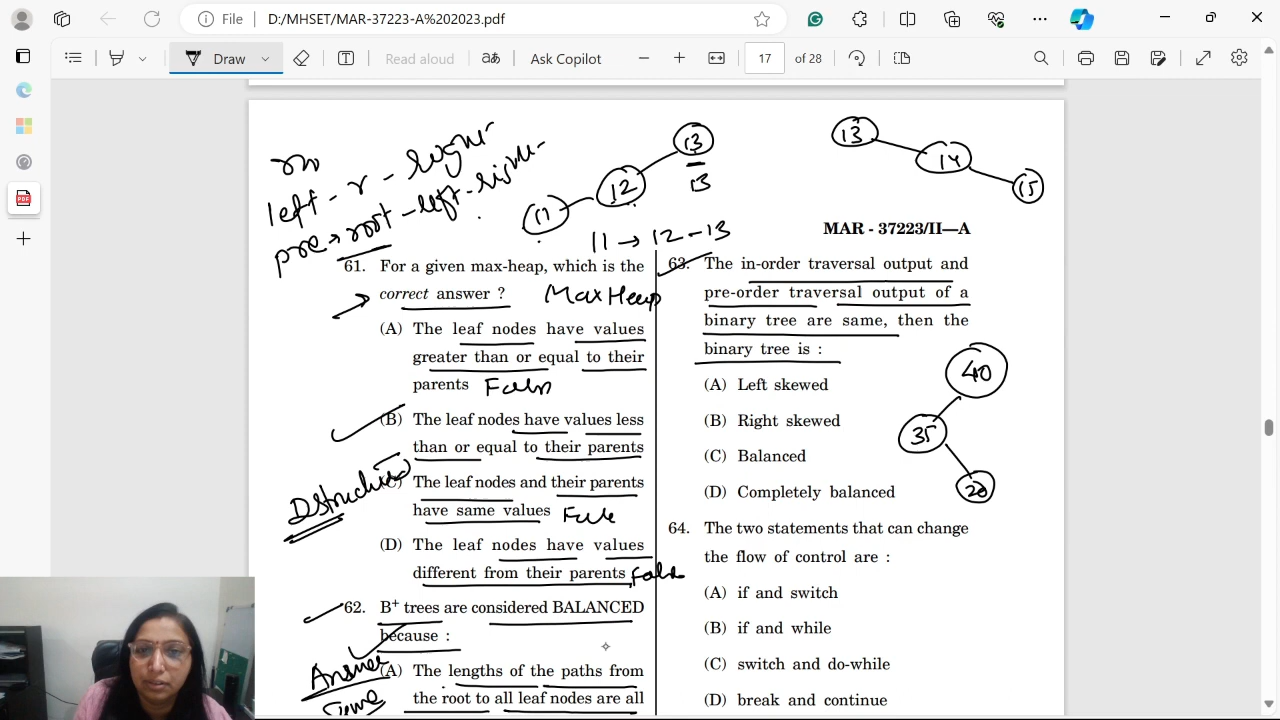 File
D:/MHSET/MAR-37223-A%202023.pdf
Draw
Read aloud
aあ
Ask Copilot
17
of 28
PDF
left - r - right
pre → root - left - right
13
12
11
13
11 → 12 - 13
13
14
15
MAR - 37223/II—A
61. For a given max-heap, which is the
correct answer ?
Max Heap
(A) The leaf nodes have values
greater than or equal to their
parents
(B) The leaf nodes have values less
than or equal to their parents
(C) The leaf nodes and their parents
have same values
(D) The leaf nodes have values
different from their parents
62. B+ trees are considered BALANCED
because :
Answer
(A) The lengths of the paths from
the root to all leaf nodes are all
63. The in-order traversal output and
pre-order traversal output of a
binary tree are same, then the
binary tree is :
(A) Left skewed
(B) Right skewed
(C) Balanced
(D) Completely balanced
40
35
20
64. The two statements that can change
the flow of control are :
(A) if and switch
(B) if and while
(C) switch and do-while
(D) break and continue